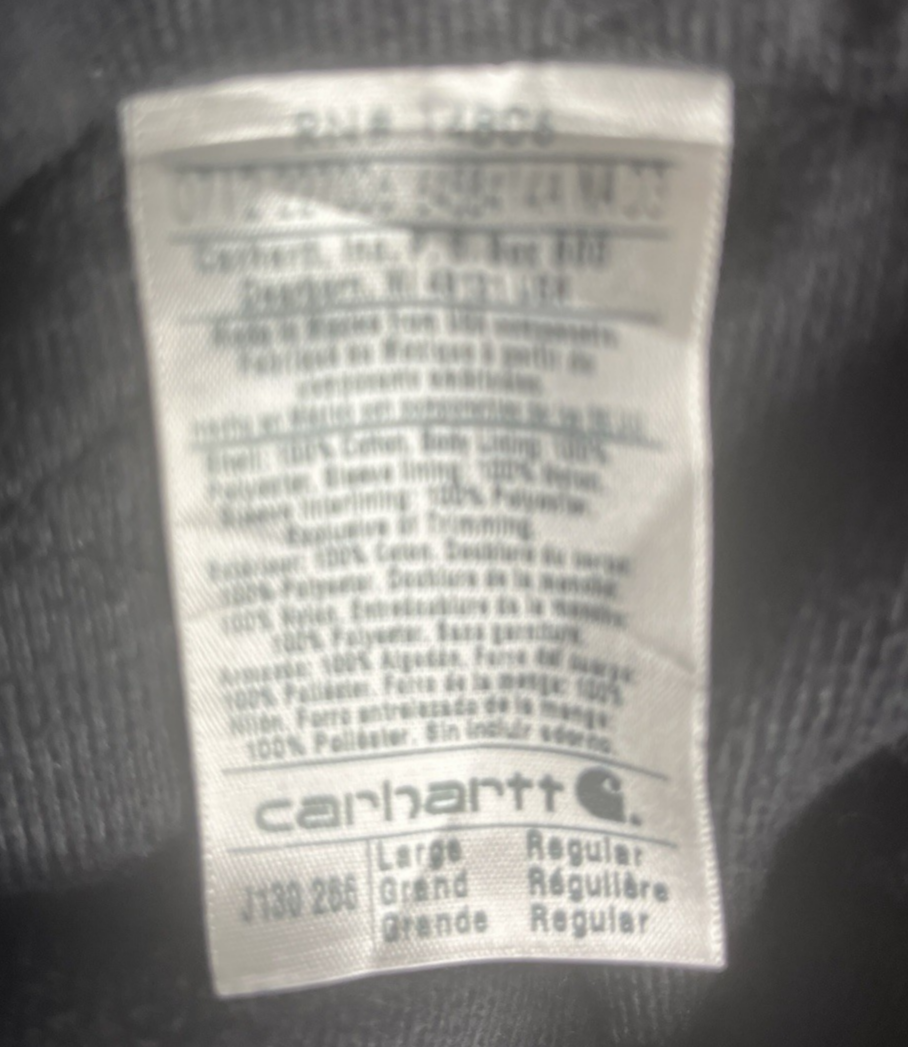 RN# 14806
Carhartt, Inc. P.O. Box 600
Dearborn, MI 48121 USA
Made in Mexico from USA components.
Fabriqué au Mexique à partir de
composants américaines.
Hecho en Mexico con componentes de los EE.UU.
Shell: 100% Cotton. Body Lining: 100%
Polyester. Sleeve lining: 100% Nylon.
Sleeve Interlining: 100% Polyester.
Exclusive of Trimming.
Extérieur: 100% Coton. Doublure du corsage:
100% Polyester. Doublure de la manche:
100% Nylon. Entredoublure de la manche:
100% Polyester. Sans garniture.
100% Algodón. Forro del cuerpo:
100% Poliéster. Forro de la manga: 100%
Nilón. Forro entrelazado de la manga:
100% Poliéster. Sin incluir adorno.
carhartt
J130 Large Regular
Grand Régulière
Grande Regular